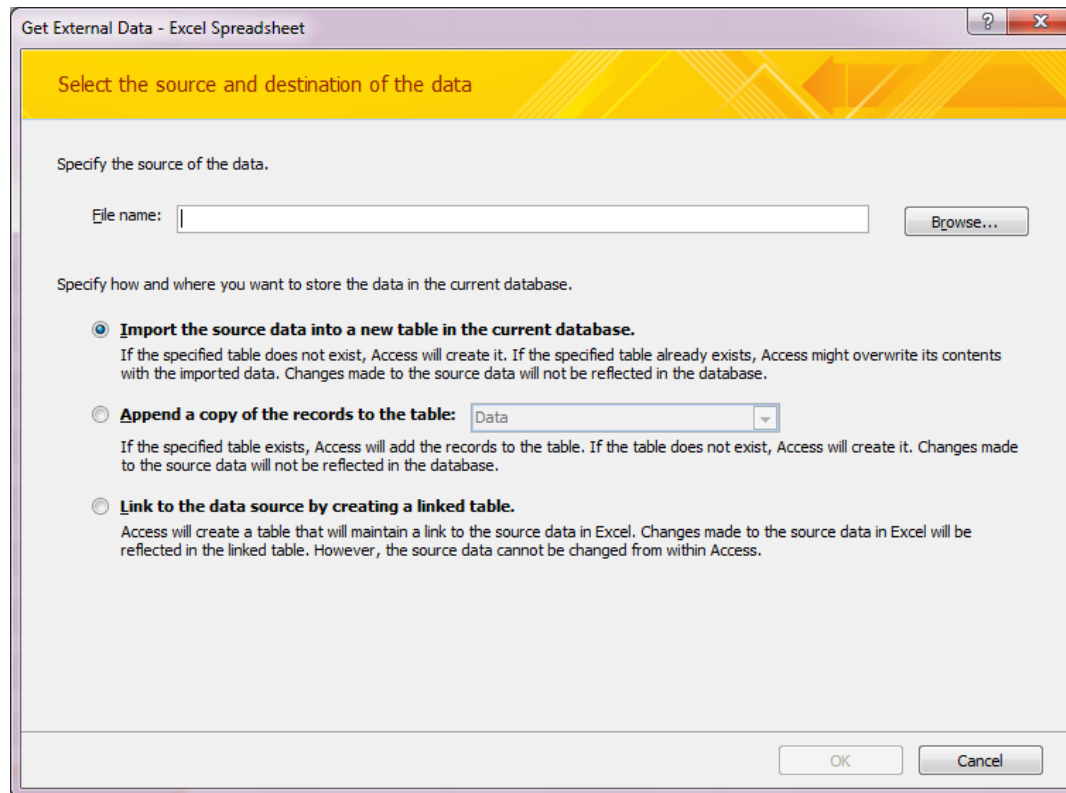 Get External Data - Excel Spreadsheet
Select the source and destination of the data
Specify the source of the data.
File name:
Browse...
Specify how and where you want to store the data in the current database.
Import the source data into a new table in the current database.
If the specified table does not exist, Access will create it. If the specified table already exists, Access might overwrite its contents
with the imported data. Changes made to the source data will not be reflected in the database.
Append a copy of the records to the table: Data
If the specified table exists, Access will add the records to the table. If the table does not exist, Access will create it. Changes made
to the source data will not be reflected in the database.
Link to the data source by creating a linked table.
Access will create a table that will maintain a link to the source data in Excel. Changes made to the source data in Excel will be
reflected in the linked table. However, the source data cannot be changed from within Access.
OK Cancel